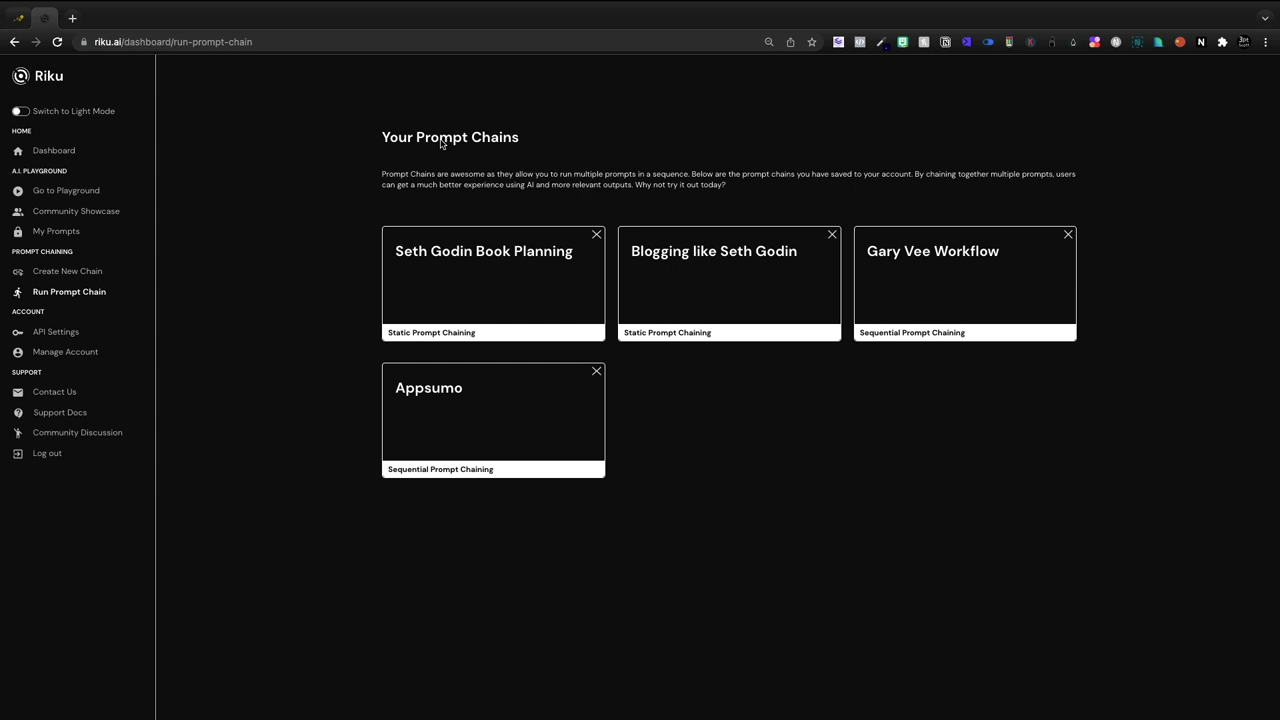 riku.ai/dashboard/run-prompt-chain
Riku
Switch to Light Mode
HOME
Dashboard
A.I. PLAYGROUND
Go to Playground
Community Showcase
My Prompts
PROMPT CHAINING
Create New Chain
Run Prompt Chain
ACCOUNT
API Settings
Manage Account
SUPPORT
Contact Us
Support Docs
Community Discussion
Log out
Your Prompt Chains
Prompt Chains are awesome as they allow you to run multiple prompts in a sequence. Below are the prompt chains you have saved to your account. By chaining together multiple prompts, users
can get a much better experience using AI and more relevant outputs. Why not try it out today?
Seth Godin Book Planning
Static Prompt Chaining
Blogging like Seth Godin
Static Prompt Chaining
Gary Vee Workflow
Sequential Prompt Chaining
Appsumo
Sequential Prompt Chaining